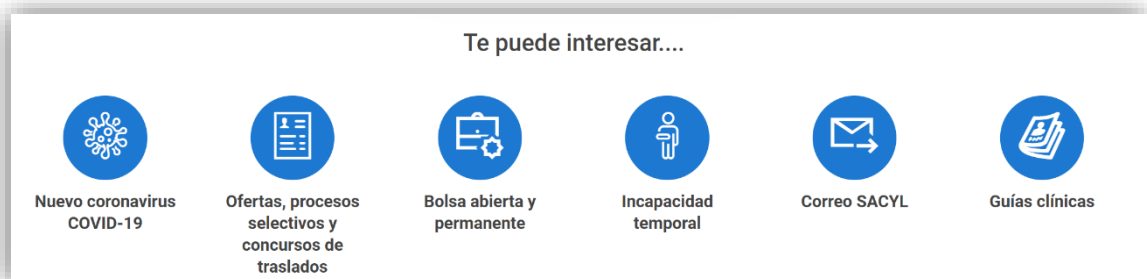 Te puede interesar....
Nuevo coronavirus
COVID-19
Ofertas, procesos
selectivos y
concursos de
traslados
Bolsa abierta y
permanente
Incapacidad
temporal
Correo SACYL
Guías clínicas